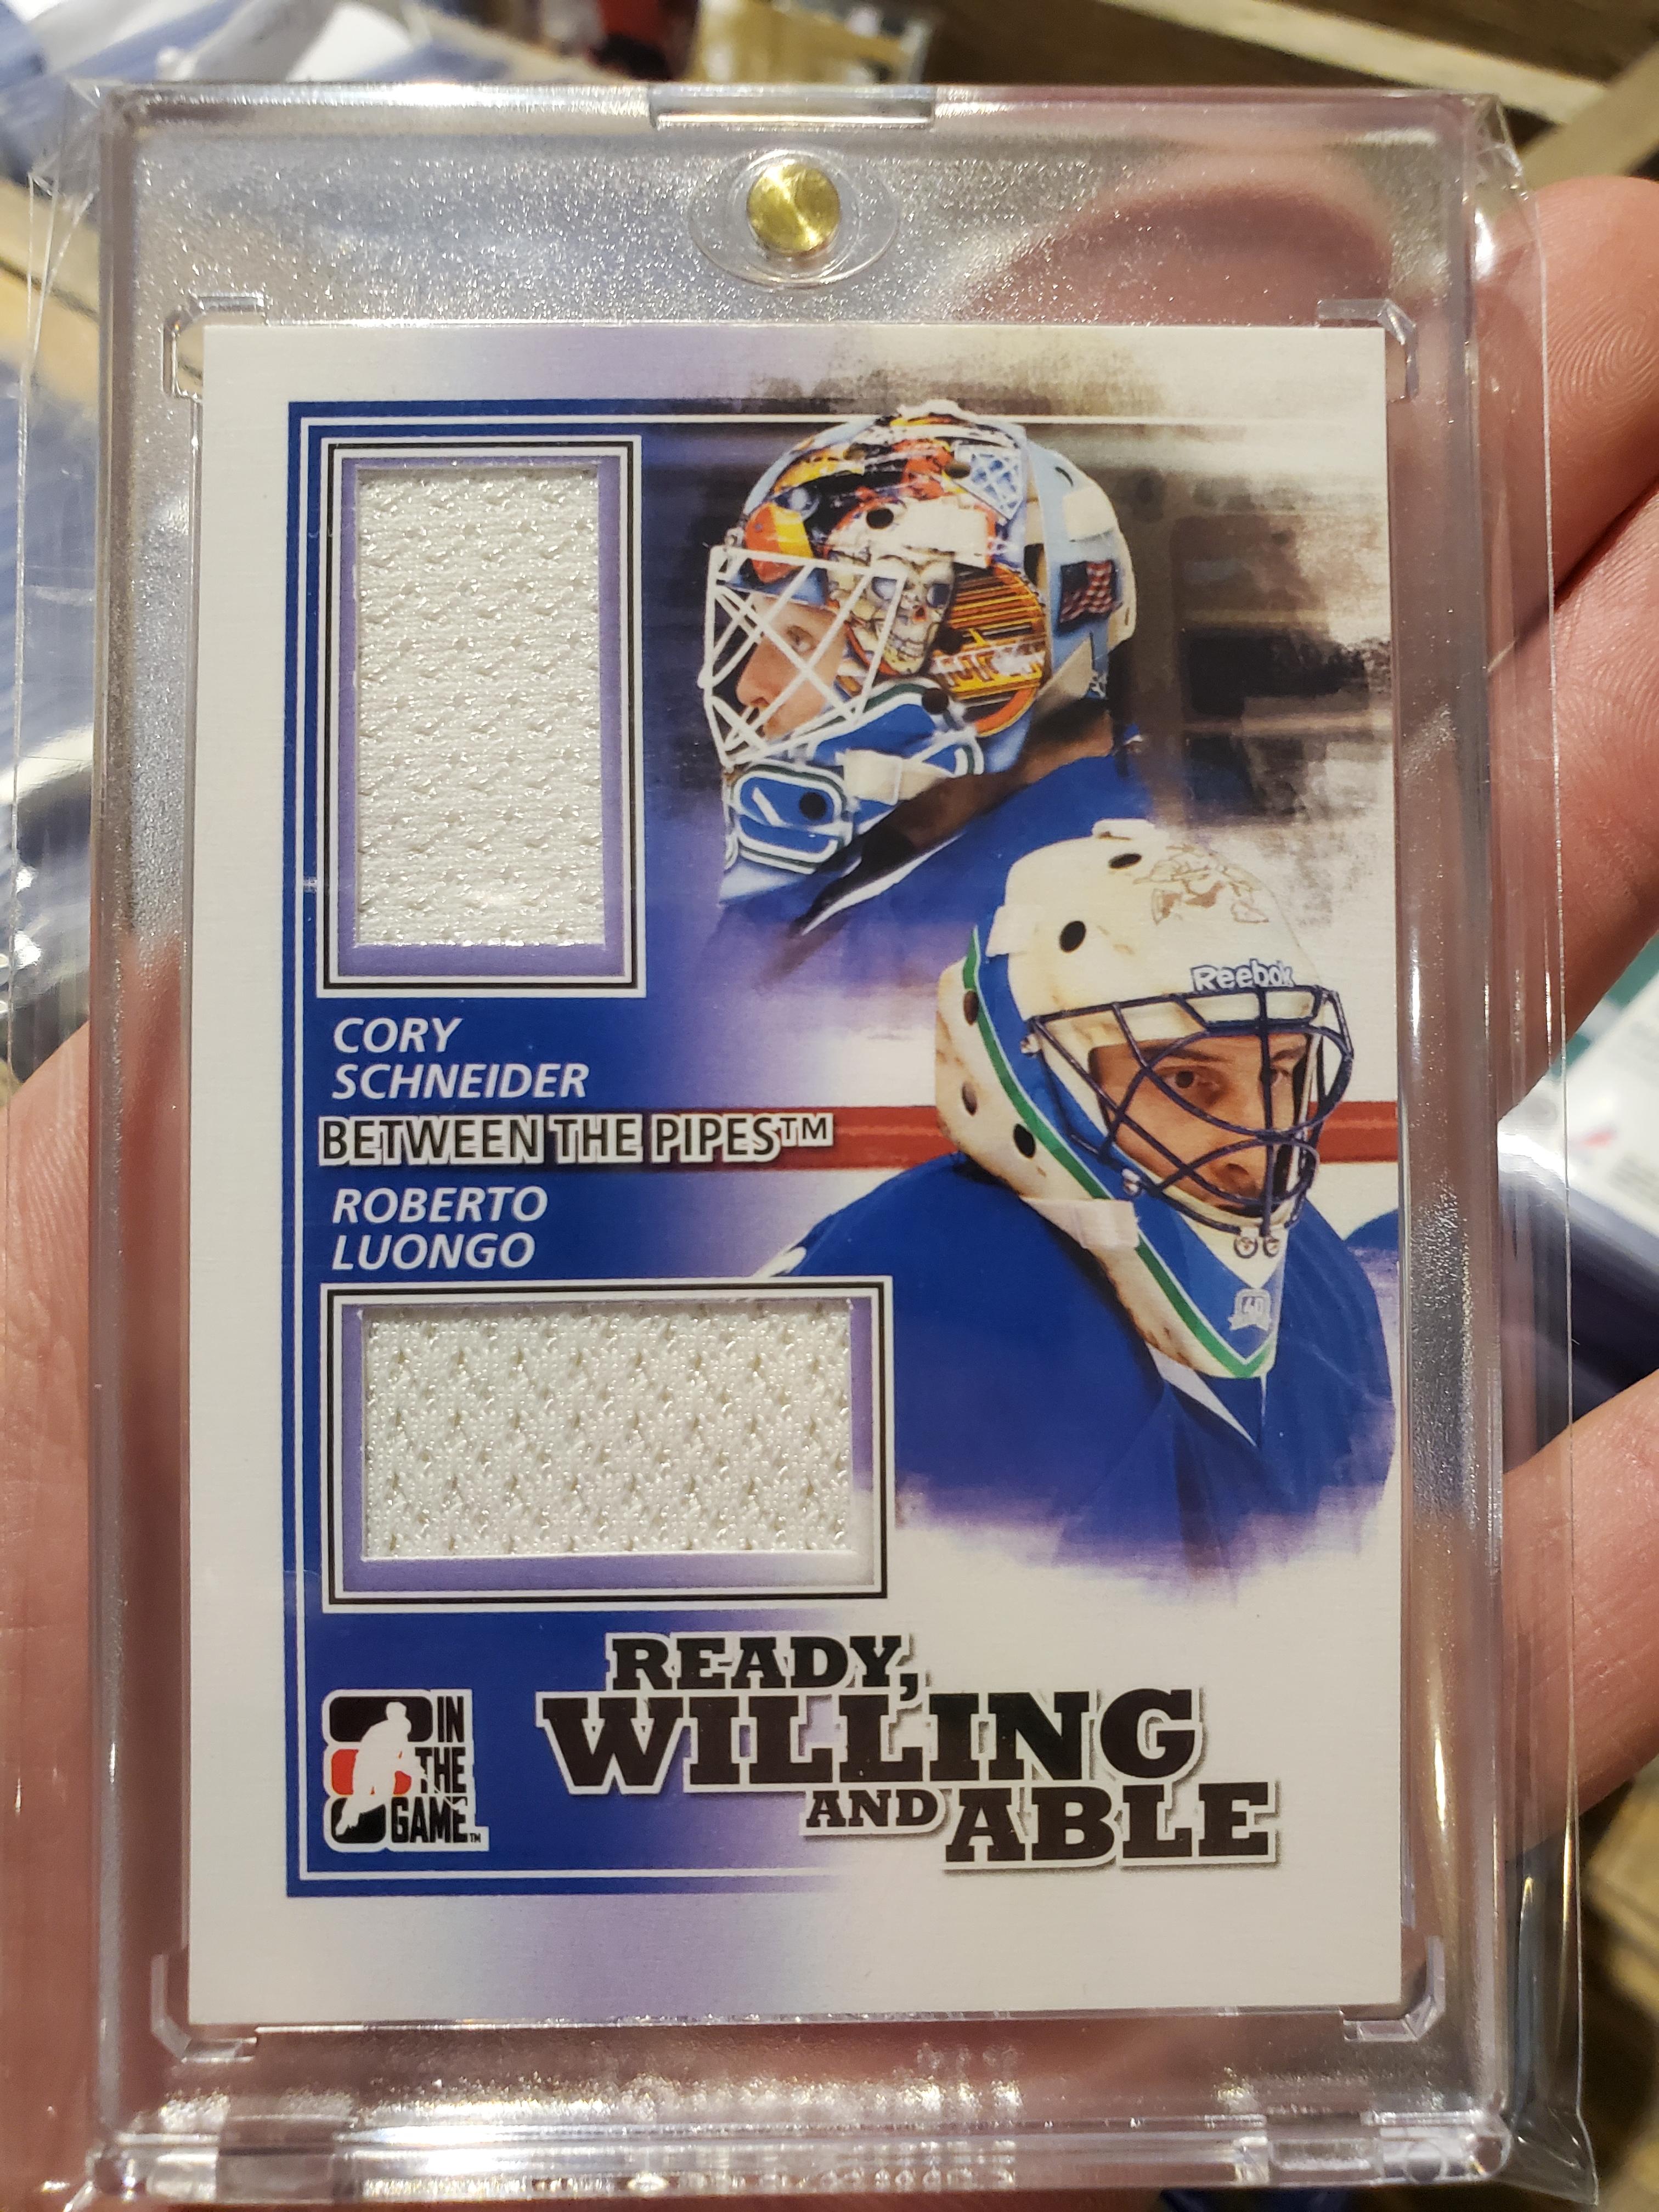 CORY
SCHNEIDER
BETWEEN THE PIPES™
ROBERTO
LUONGO
Reebok
READY,
WILLING
AND ABLE
IN
THE
GAME™